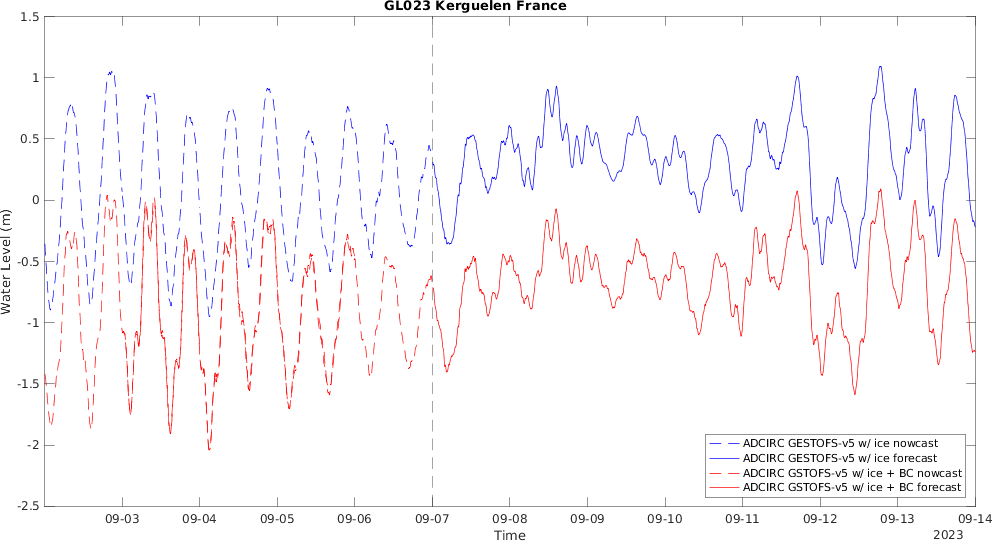 GL023 Kerguelen France
1.5
1
0.5
0
-0.5
-1
-1.5
-2
-2.5
Water Level (m)
09-03 09-04 09-05 09-06 09-07 09-08 09-09 09-10 09-11 09-12 09-13 09-14
Time
2023
ADCIRC GESTOFS-v5 w/ ice nowcast
ADCIRC GESTOFS-v5 w/ ice forecast
ADCIRC GSTOFS-v5 w/ ice + BC nowcast
ADCIRC GSTOFS-v5 w/ ice + BC forecast